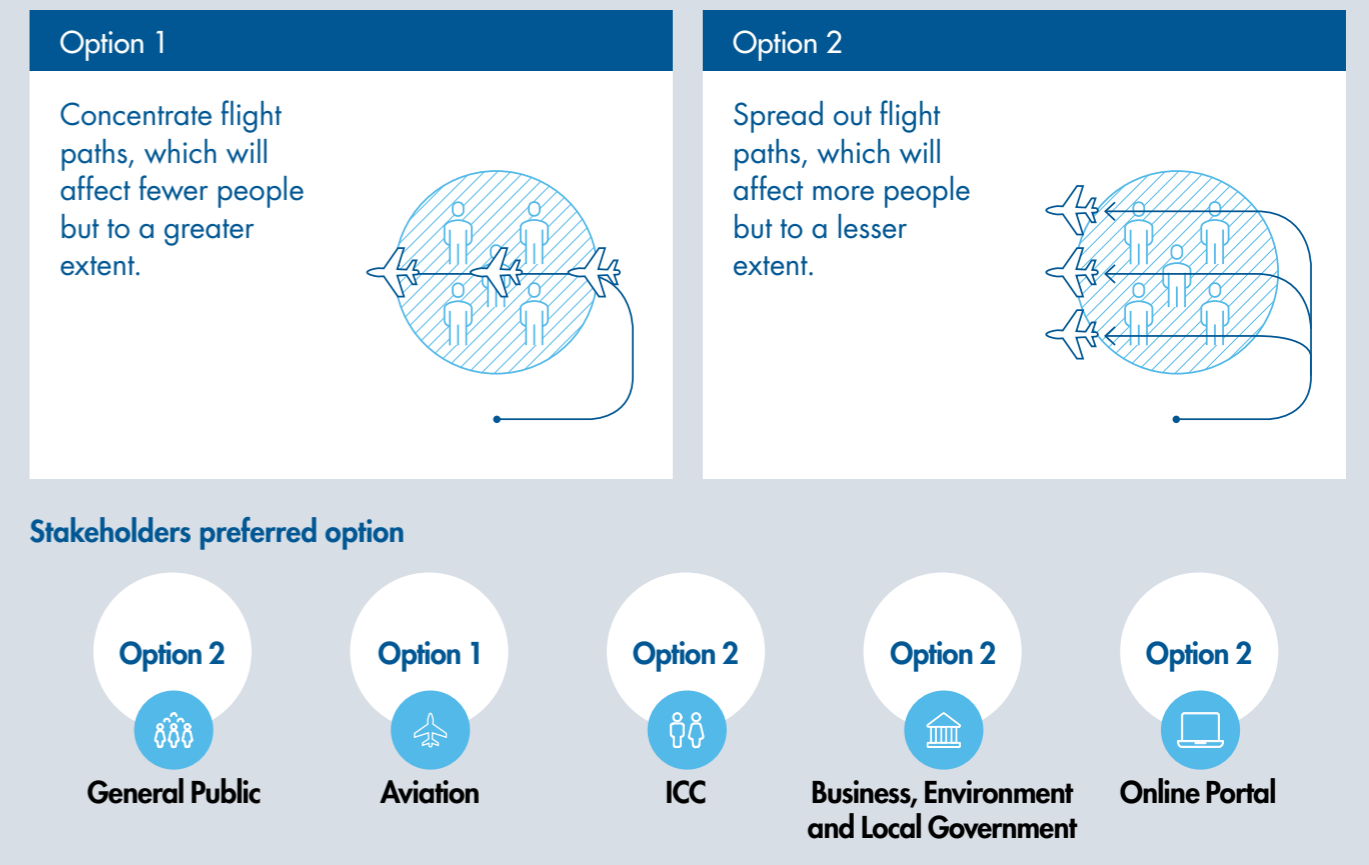 Option 1
Concentrate flight
paths, which will
affect fewer people
but to a greater
extent.
Option 2
Spread out flight
paths, which will
affect more people
but to a lesser
extent.
Stakeholders preferred option
Option 2
General Public
Option 1
Aviation
Option 2
ICC
Option 2
Business, Environment
and Local Government
Option 2
Online Portal